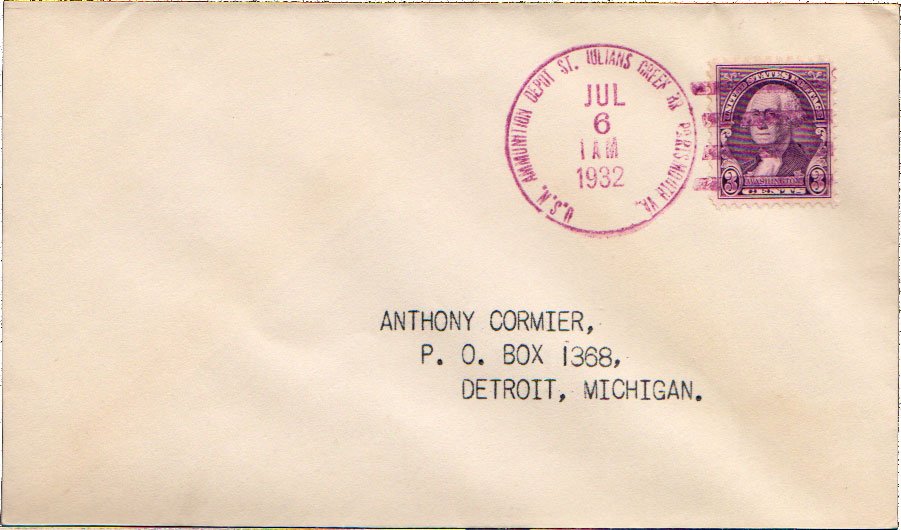 U.S.N. AMMUNITION DEPOT ST. JULIANS CREEK PORTSMOUTH VA.
JUL
6
1 AM
1932
UNITED STATES POSTAGE
3 WASHINGTON 3
CENTS
ANTHONY CORMIER,
P. O. BOX 1368,
DETROIT, MICHIGAN.